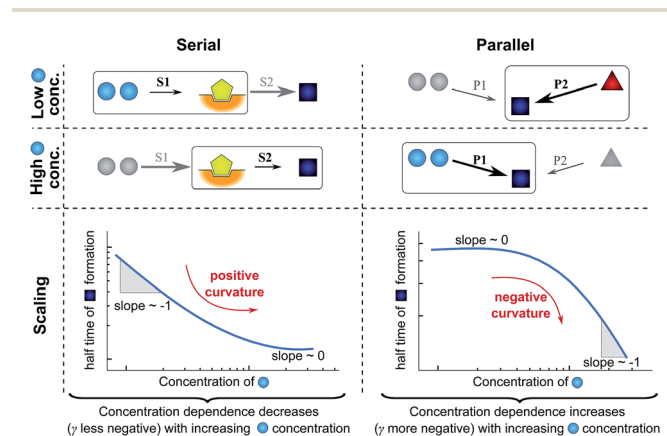 Serial
Parallel
Low conc.
S1
S2
P1
P2
High conc.
S1
S2
P1
P2
Scaling
half time of formation
positive
curvature
slope ~ -1
slope ~ 0
Concentration of
half time of formation
slope ~ 0
negative
curvature
slope ~ -1
Concentration of
Concentration dependence decreases
(γ less negative) with increasing concentration
Concentration dependence increases
(γ more negative) with increasing concentration